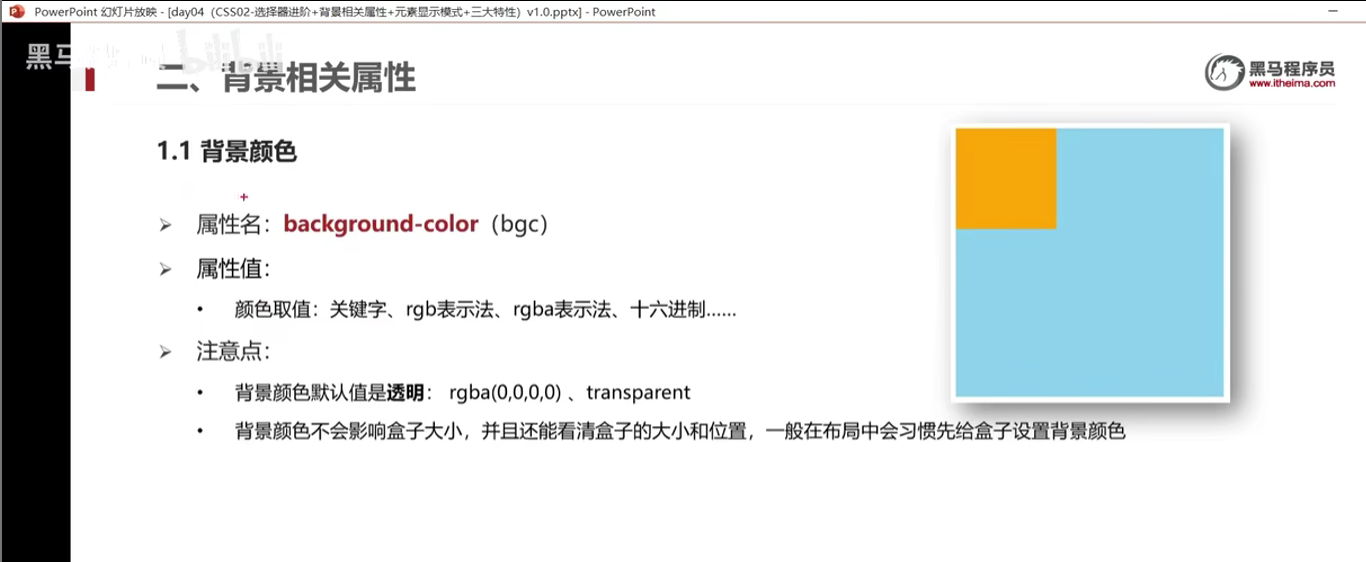 PowerPoint 幻灯片放映 - [day04（CSS02-选择器进阶+背景相关属性+元素显示模式+三大特性）v1.0.pptx] - PowerPoint
黑马 bilibili
二、背景相关属性
黑马程序员
www.itheima.com
1.1 背景颜色
➢ 属性名：background-color（bgc）
➢ 属性值：
• 颜色取值：关键字、rgb表示法、rgba表示法、十六进制......
➢ 注意点：
• 背景颜色默认值是透明： rgba(0,0,0,0) 、transparent
• 背景颜色不会影响盒子大小，并且还能看清盒子的大小和位置，一般在布局中会习惯先给盒子设置背景颜色